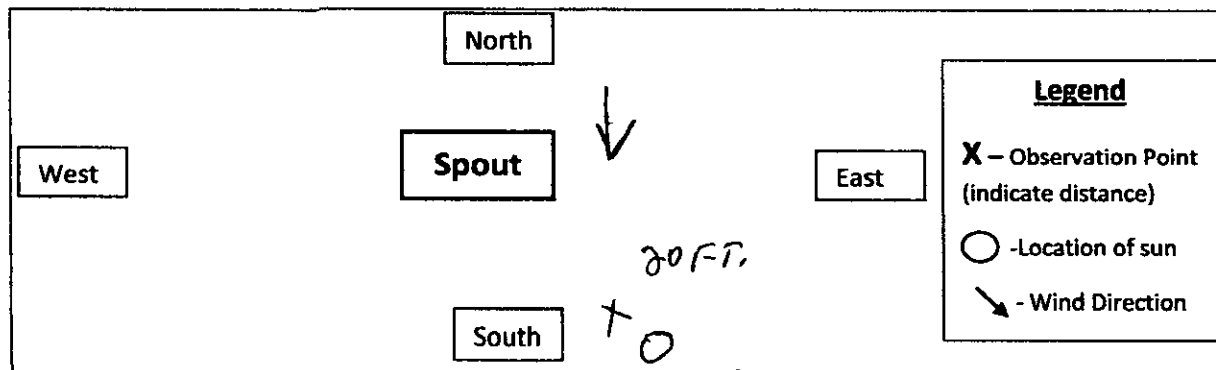 North
West
Spout
East
20 FT.
South
X
Legend
X – Observation Point
(indicate distance)
-Location of sun
- Wind Direction